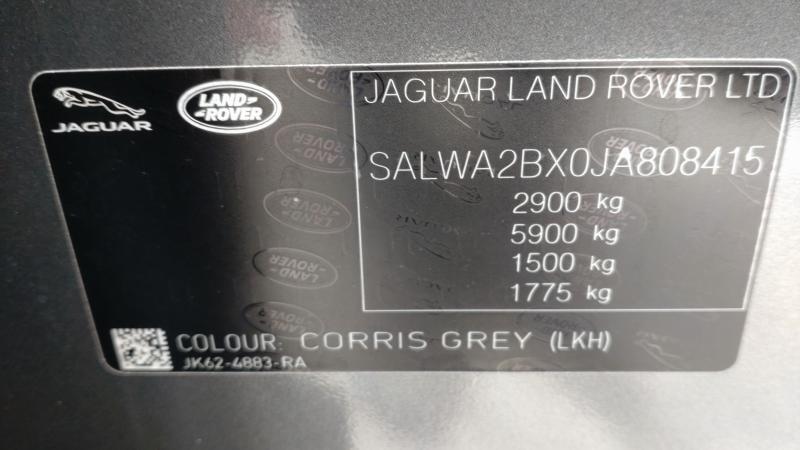 JAGUAR
LAND ROVER
JAGUAR LAND ROVER LTD
SALWA2BX0JA808415
2900 kg
5900 kg
1500 kg
1775 kg
COLOUR: CORRIS GREY (LKH)
JK62-4883-RA